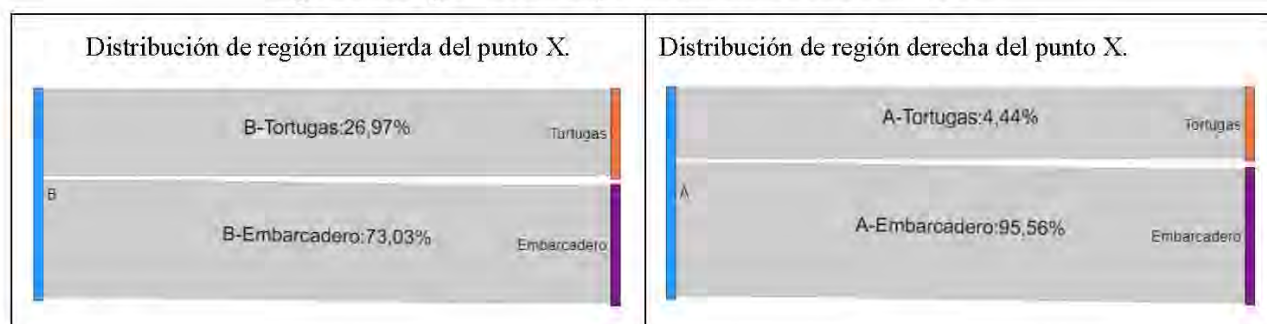 Distribución de región izquierda del punto X.
B-Tortugas:26,97%
Tortugas
B
B-Embarcadero:73,03%
Embarcadero
Distribución de región derecha del punto X.
A-Tortugas:4,44%
Tortugas
A
A-Embarcadero:95,56%
Embarcadero